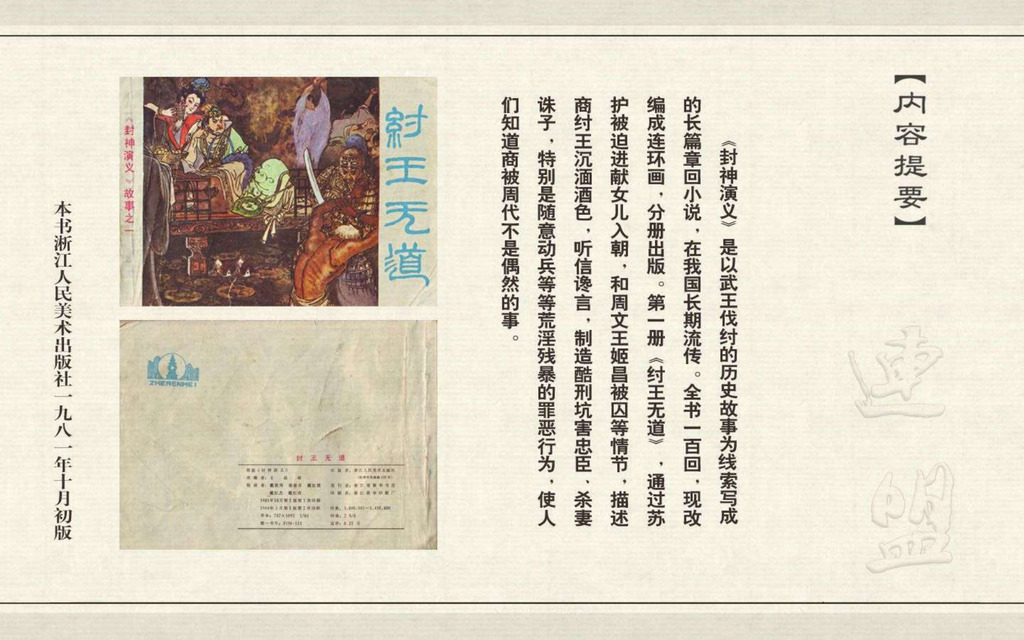 【内容提要】
《封神演义》是以武王伐纣的历史故事为线索写成
的长篇章回小说，在我国长期流传。全书一百回，现改
编成连环画，分册出版。第一册《纣王无道》，通过苏
护被迫进献女儿入朝，和周文王姬昌被囚等情节，描述
商纣王沉湎酒色，听信谗言，制造酷刑坑害忠臣、杀妻
诛子，特别是随意动兵等等荒淫残暴的罪恶行为，使人
们知道商被周代不是偶然的事。
連盟
紂王无道
《封神演义》故事之一
ZHERENMEI
纣王无道
本书浙江人民美术出版社一九八一年十月初版